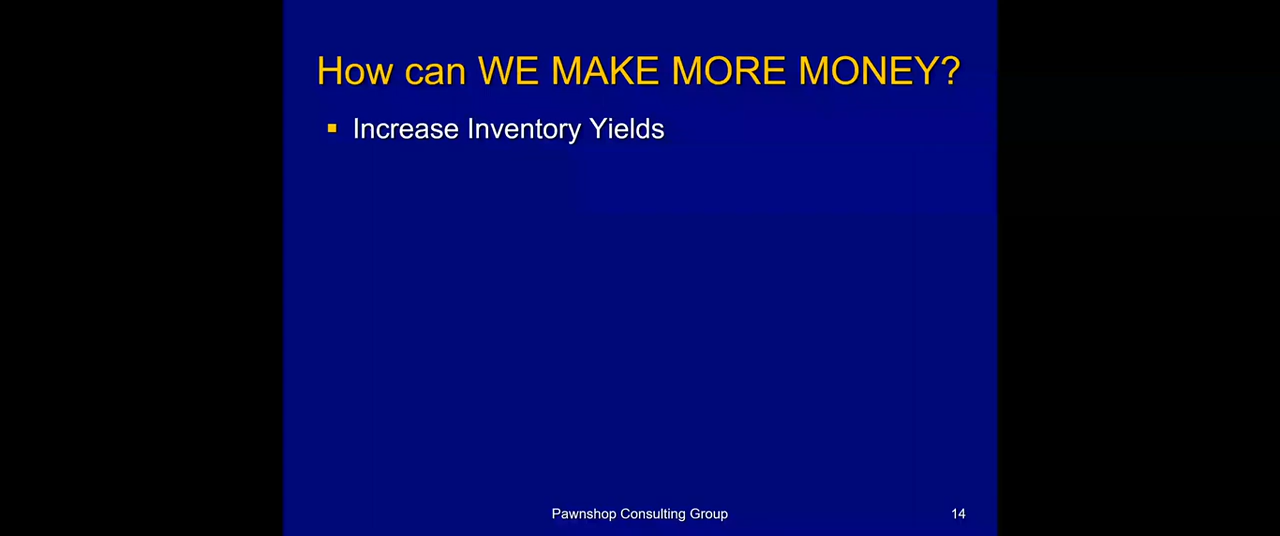 How can WE MAKE MORE MONEY?
Increase Inventory Yields
Pawnshop Consulting Group
14